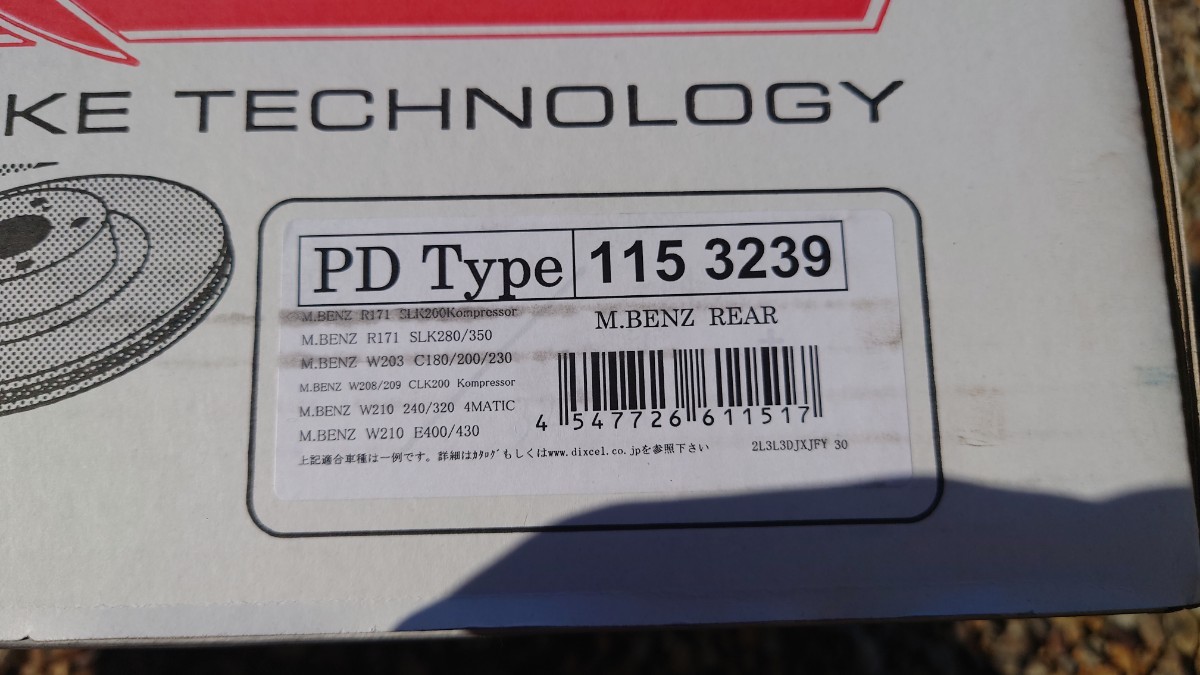 KE TECHNOLOGY
PD Type 115 3239
M.BENZ R171 SLK200Kompressor
M.BENZ REAR
M.BENZ R171 SLK280/350
M.BENZ W203 C180/200/230
M.BENZ W208/209 CLK200 Kompressor
M.BENZ W210 240/320 4MATIC
M.BENZ W210 E400/430
4 547726 611517
上記適合車種は一例です。詳細はｶﾀﾛｸﾞもしくはwww.dixcel.co.jpを参照下さい
2L3L3DJXJFY 30